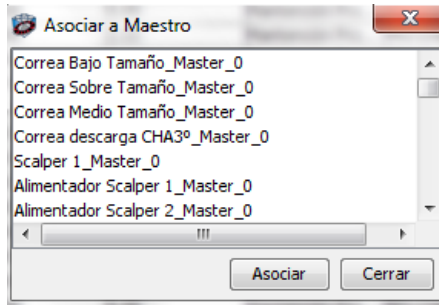 Asociar a Maestro
Correa Bajo Tamaño_Master_0
Correa Sobre Tamaño_Master_0
Correa Medio Tamaño_Master_0
Correa descarga CHA3º_Master_0
Scalper 1_Master_0
Alimentador Scalper 1_Master_0
Alimentador Scalper 2_Master_0
Asociar Cerrar